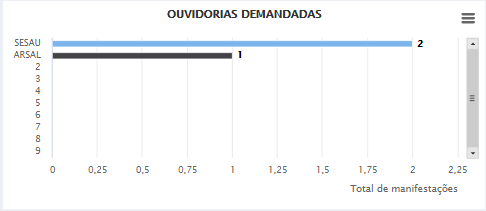 OUVIDORIAS DEMANDADAS
SESAU 2
ARSAL 1
2
3
4
5
6
7
8
9
0 0,25 0,5 0,75 1 1,25 1,5 1,75 2 2,25
Total de manifestações